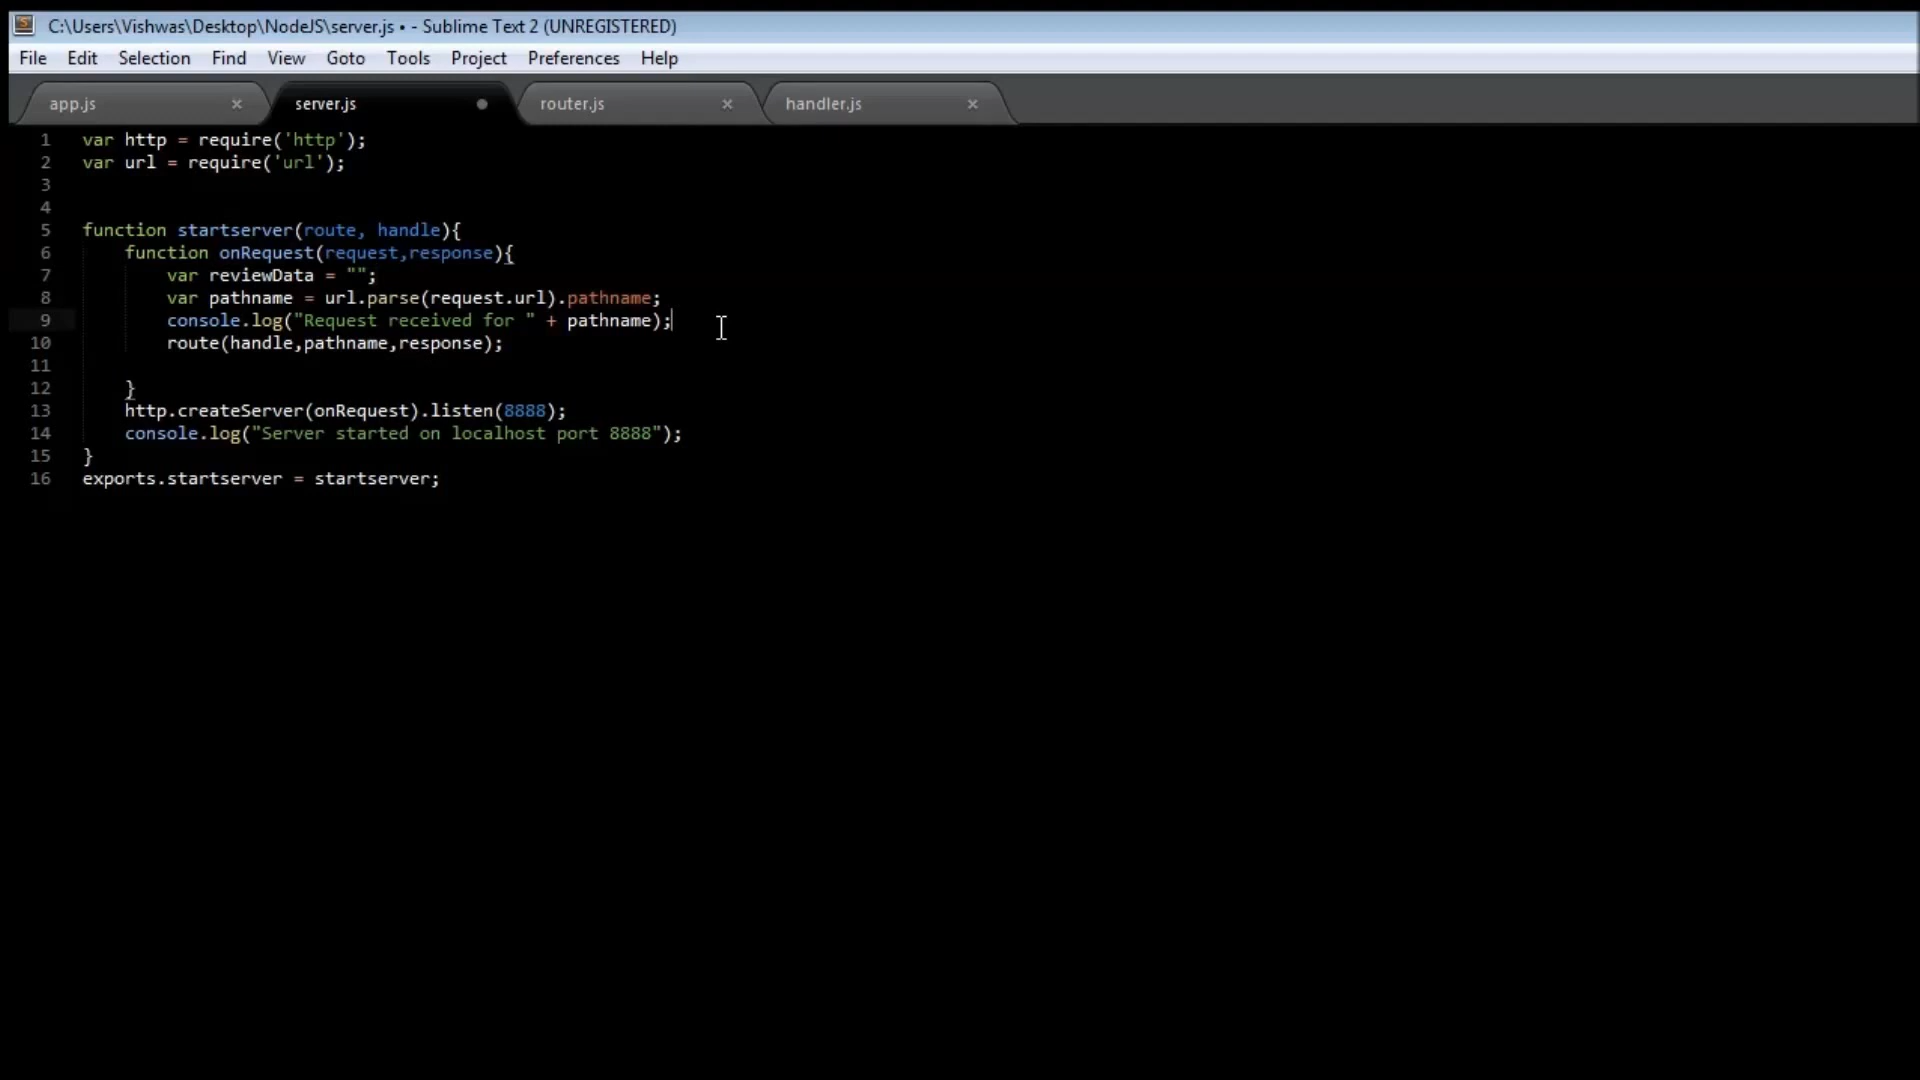 C:\Users\Vishwas\Desktop\NodeJS\server.js • - Sublime Text 2 (UNREGISTERED)
File Edit Selection Find View Goto Tools Project Preferences Help
app.js × server.js ● router.js × handler.js ×
1 var http = require('http');
2 var url = require('url');
3
4
5 function startserver(route, handle){
6 function onRequest(request,response){
7 var reviewData = "";
8 var pathname = url.parse(request.url).pathname;
9 console.log("Request received for " + pathname);
10 route(handle,pathname,response);
11
12 }
13 http.createServer(onRequest).listen(8888);
14 console.log("Server started on localhost port 8888");
15 }
16 exports.startserver = startserver;